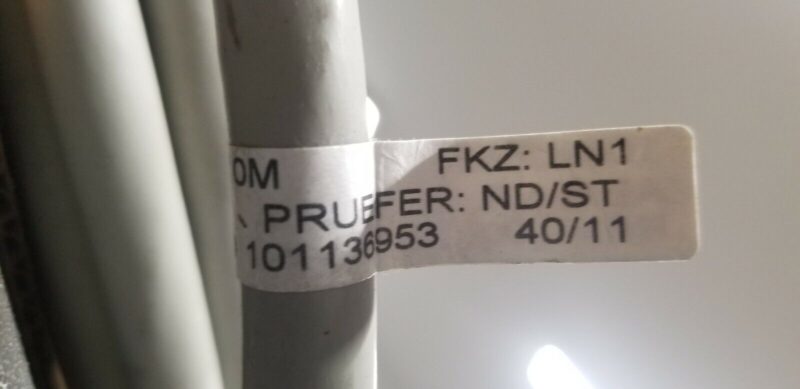 0M FKZ: LN1
PRUEFER: ND/ST
101136953 40/11